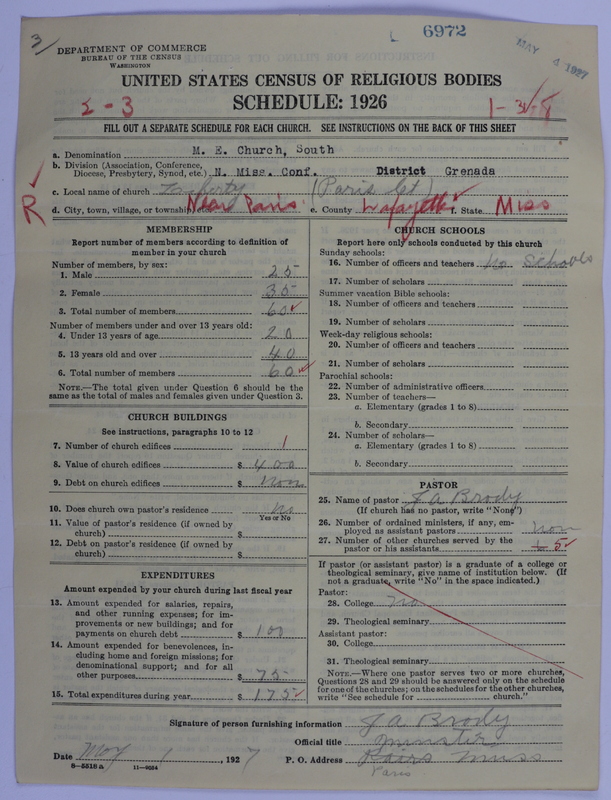 3
6972
MAY 4 1927
DEPARTMENT OF COMMERCE
BUREAU OF THE CENSUS
WASHINGTON
UNITED STATES CENSUS OF RELIGIOUS BODIES
SCHEDULE: 1926
FILL OUT A SEPARATE SCHEDULE FOR EACH CHURCH. SEE INSTRUCTIONS ON THE BACK OF THIS SHEET
a. Denomination M. E. Church, South
b. Division (Association, Conference, Diocese, Presbytery, Synod, etc.) N. Miss. Conf. District Grenada
c. Local name of church (Paris Ct)
R
d. City, town, village, or township, etc. Near Paris e. County Lafayette f. State Miss
MEMBERSHIP
Report number of members according to definition of
member in your church
Number of members, by sex:
1. Male 25
2. Female 35
3. Total number of members 60
Number of members under and over 13 years old:
4. Under 13 years of age 20
5. 13 years old and over 40
6. Total number of members 60
NOTE.—The total given under Question 6 should be the
same as the total of males and females given under Question 3.
CHURCH BUILDINGS
See instructions, paragraphs 10 to 12
7. Number of church edifices 1
8. Value of church edifices $ 400
9. Debt on church edifices $ non
10. Does church own pastor's residence no
Yes or No
11. Value of pastor's residence (if owned by
church) $
12. Debt on pastor's residence (if owned by
church) $
EXPENDITURES
Amount expended by your church during last fiscal year
13. Amount expended for salaries, repairs,
and other running expenses; for im-
provements or new buildings; and for
payments on church debt $ 100
14. Amount expended for benevolences, in-
cluding home and foreign missions; for
denominational support; and for all
other purposes $ 75
15. Total expenditures during year $ 175
CHURCH SCHOOLS
Report here only schools conducted by this church
Sunday schools:
16. Number of officers and teachers no Schools
17. Number of scholars
Summer vacation Bible schools:
18. Number of officers and teachers
19. Number of scholars
Week-day religious schools:
20. Number of officers and teachers
21. Number of scholars
Parochial schools:
22. Number of administrative officers
23. Number of teachers—
a. Elementary (grades 1 to 8)
b. Secondary
24. Number of scholars—
a. Elementary (grades 1 to 8)
b. Secondary
PASTOR
25. Name of pastor J A Brody
(If church has no pastor, write "None")
26. Number of ordained ministers, if any, em-
ployed as assistant pastors non
27. Number of other churches served by the
pastor or his assistants 6 5
If pastor (or assistant pastor) is a graduate of a college or
theological seminary, give name of institution below. (If
not a graduate, write "No" in the space indicated.)
Pastor:
28. College no
29. Theological seminary
Assistant pastor:
30. College
31. Theological seminary
NOTE.—Where one pastor serves two or more churches,
Questions 28 and 29 should be answered only on the schedule
for one of the churches; on the schedules for the other churches,
write "See schedule for church."
Signature of person furnishing information J A Brody
Official title minister
Date May 1, 1927 P. O. Address Pairs miss
Paris
8-5518 a 11-9034